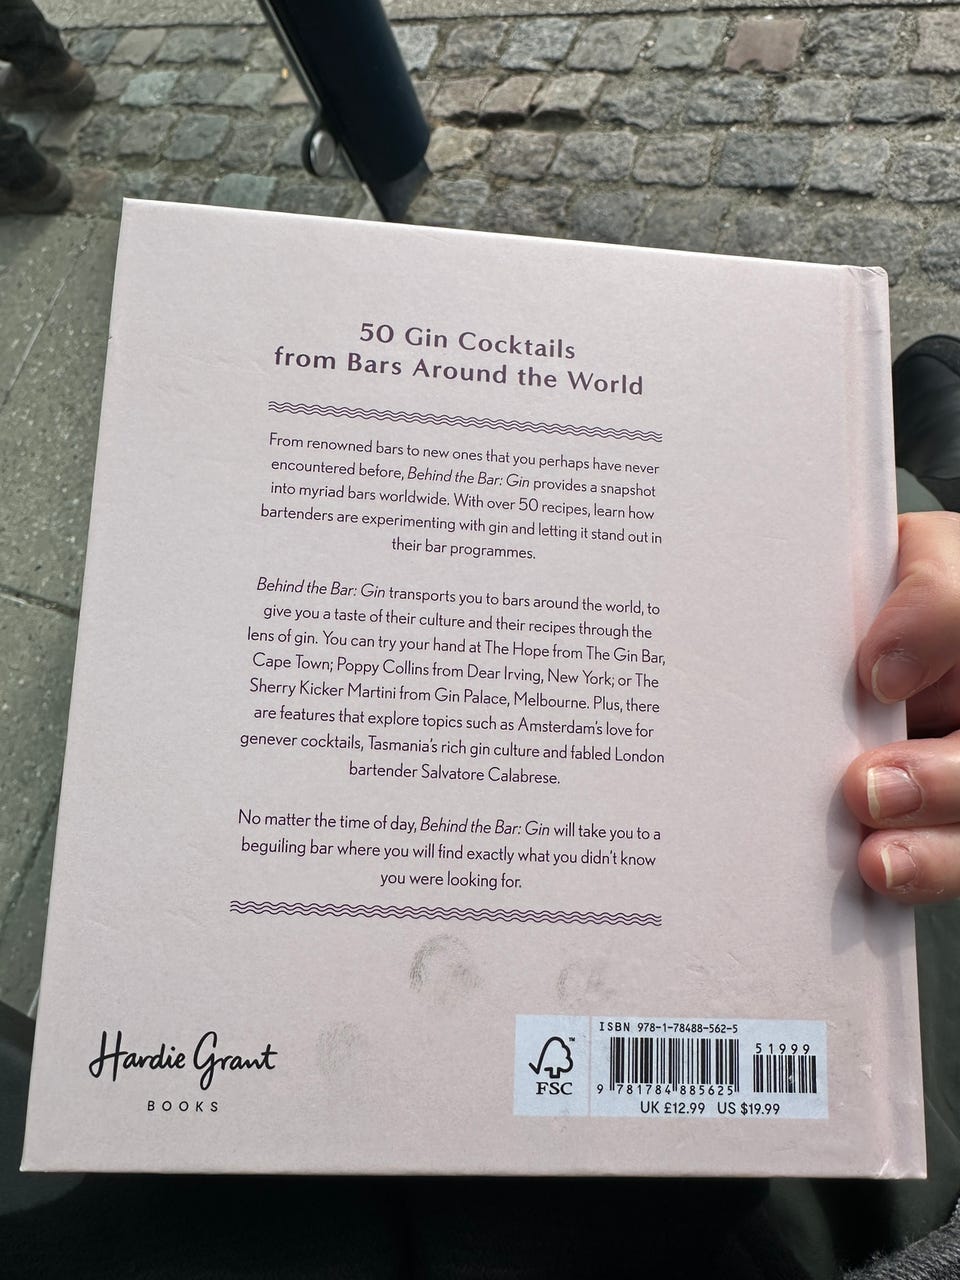 50 Gin Cocktails
from Bars Around the World
From renowned bars to new ones that you perhaps have never
encountered before, Behind the Bar: Gin provides a snapshot
into myriad bars worldwide. With over 50 recipes, learn how
bartenders are experimenting with gin and letting it stand out in
their bar programmes.
Behind the Bar: Gin transports you to bars around the world, to
give you a taste of their culture and their recipes through the
lens of gin. You can try your hand at The Hope from The Gin Bar,
Cape Town; Poppy Collins from Dear Irving, New York; or The
Sherry Kicker Martini from Gin Palace, Melbourne. Plus, there
are features that explore topics such as Amsterdam's love for
genever cocktails, Tasmania's rich gin culture and fabled London
bartender Salvatore Calabrese.
No matter the time of day, Behind the Bar: Gin will take you to a
beguiling bar where you will find exactly what you didn't know
you were looking for.
Hardie Grant
BOOKS
FSC™
ISBN 978-1-78488-562-5
51999
9 781784 885625
UK £12.99 US $19.99